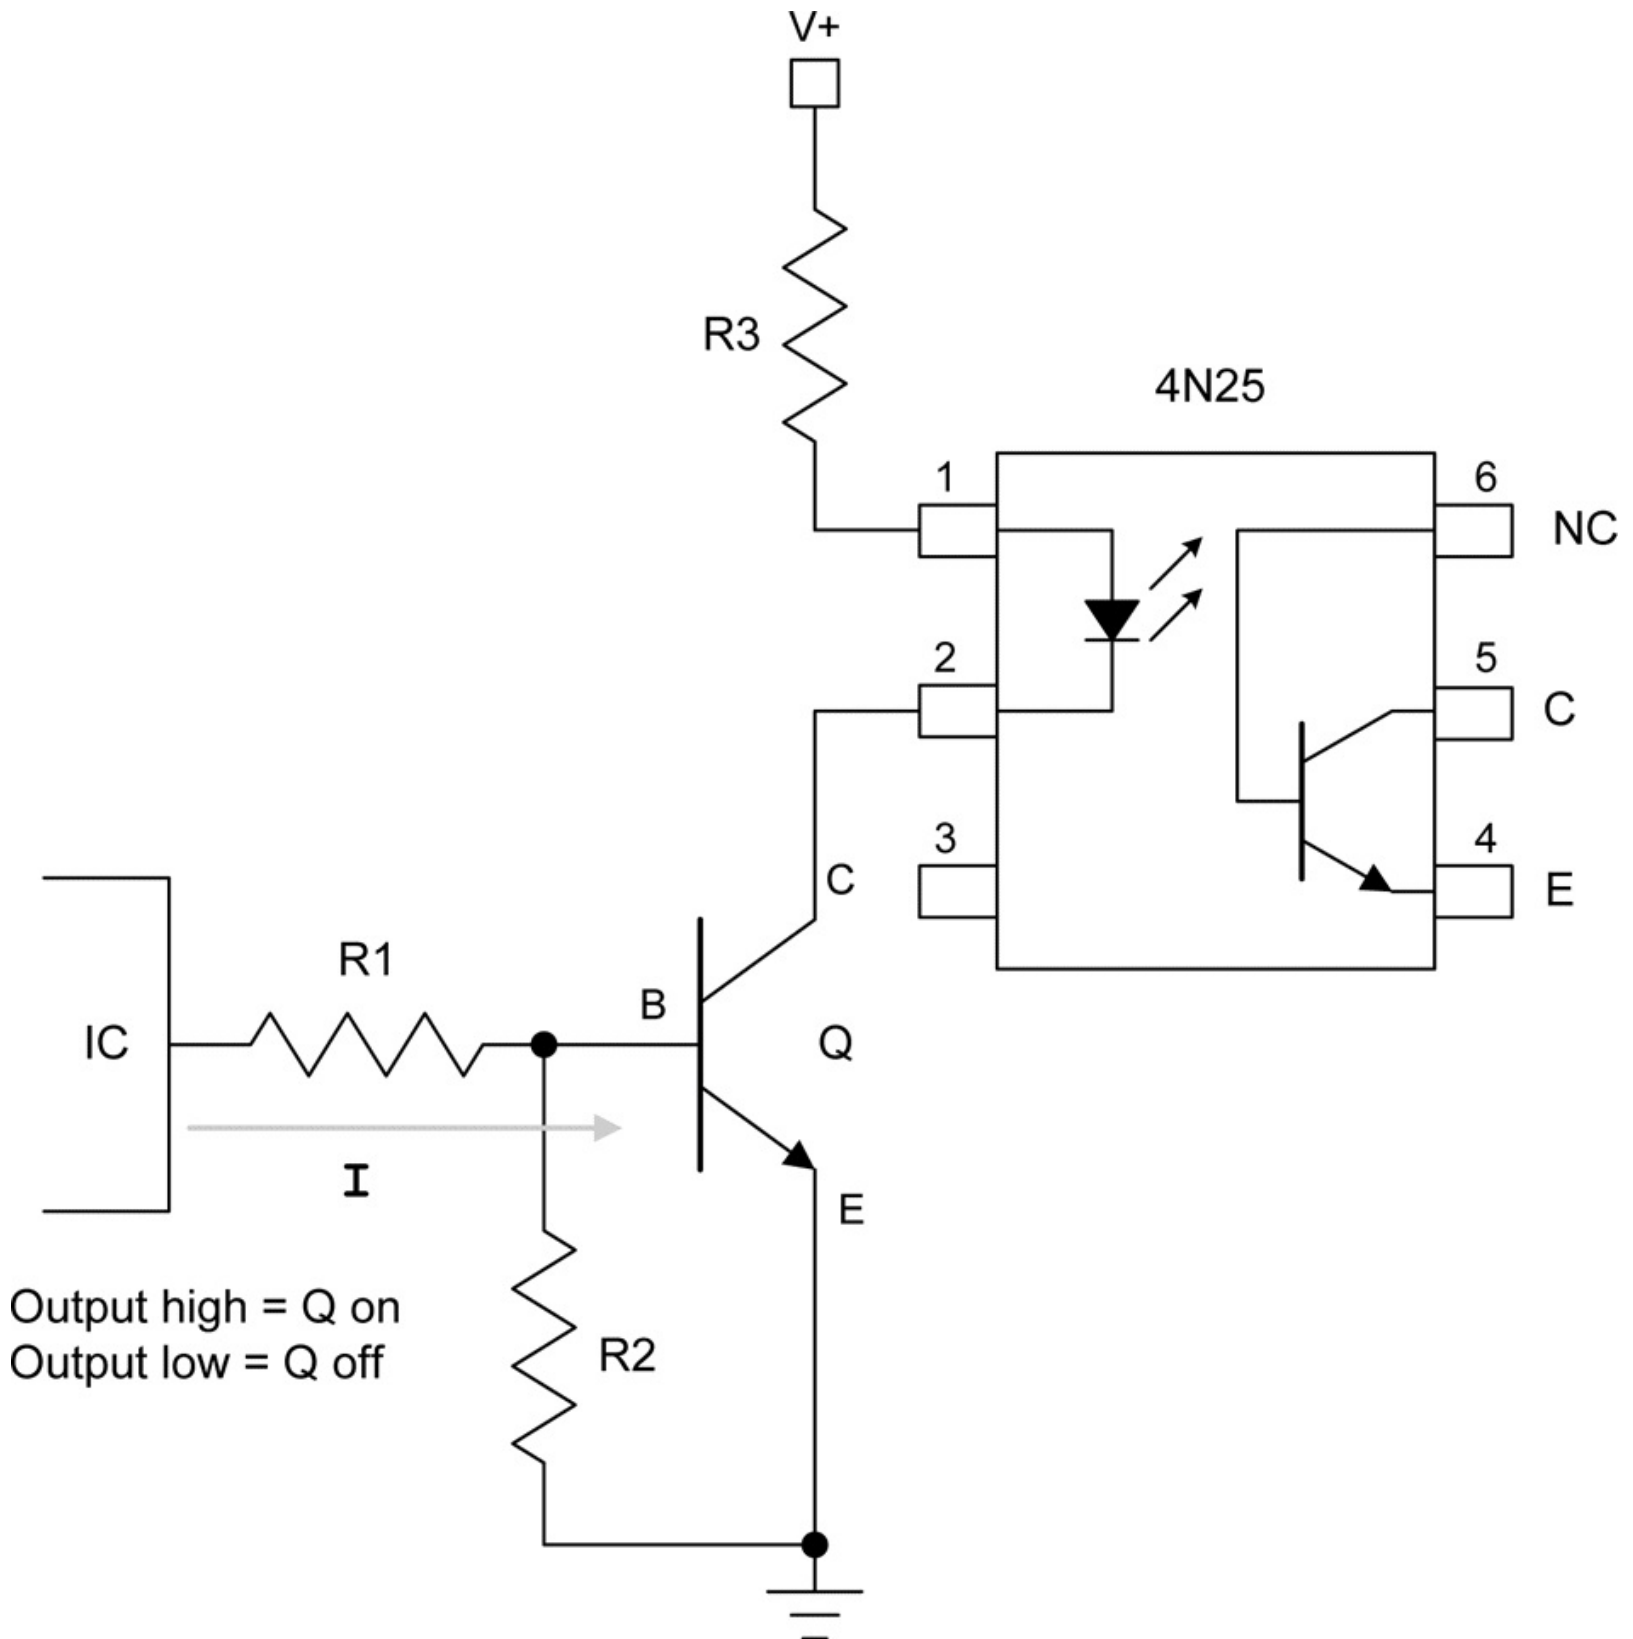 V+
R3
4N25
1
6
NC
2
5
C
3
4
E
C
R1
B
IC
Q
I
E
Output high = Q on
Output low = Q off
R2